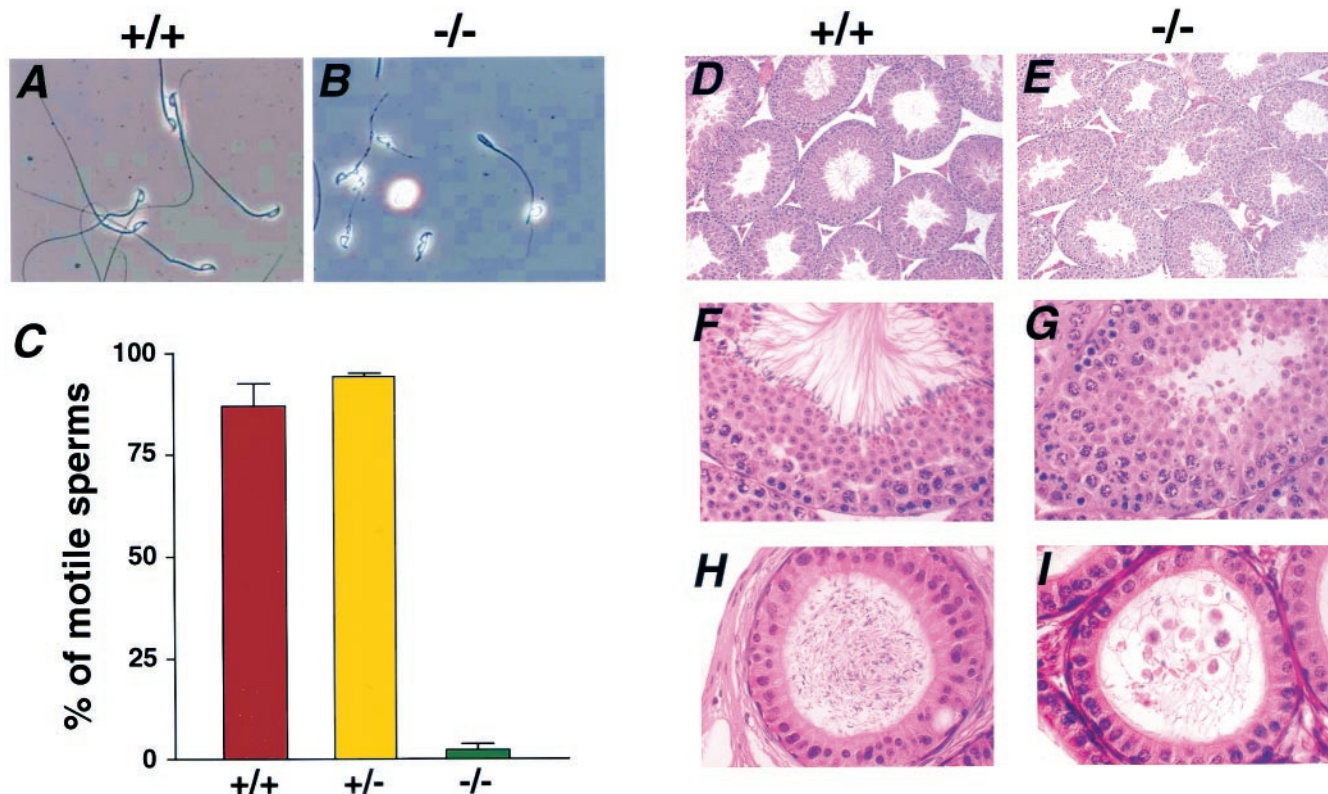 +/+
-/-
+/+
-/-
A
B
D
E
C
% of motile sperms
100
75
50
25
0
+/+
+/-
-/-
F
G
H
I